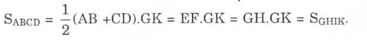 S_ABCD = 1/2 (AB +CD).GK = EF.GK = GH.GK = S_GHIK.